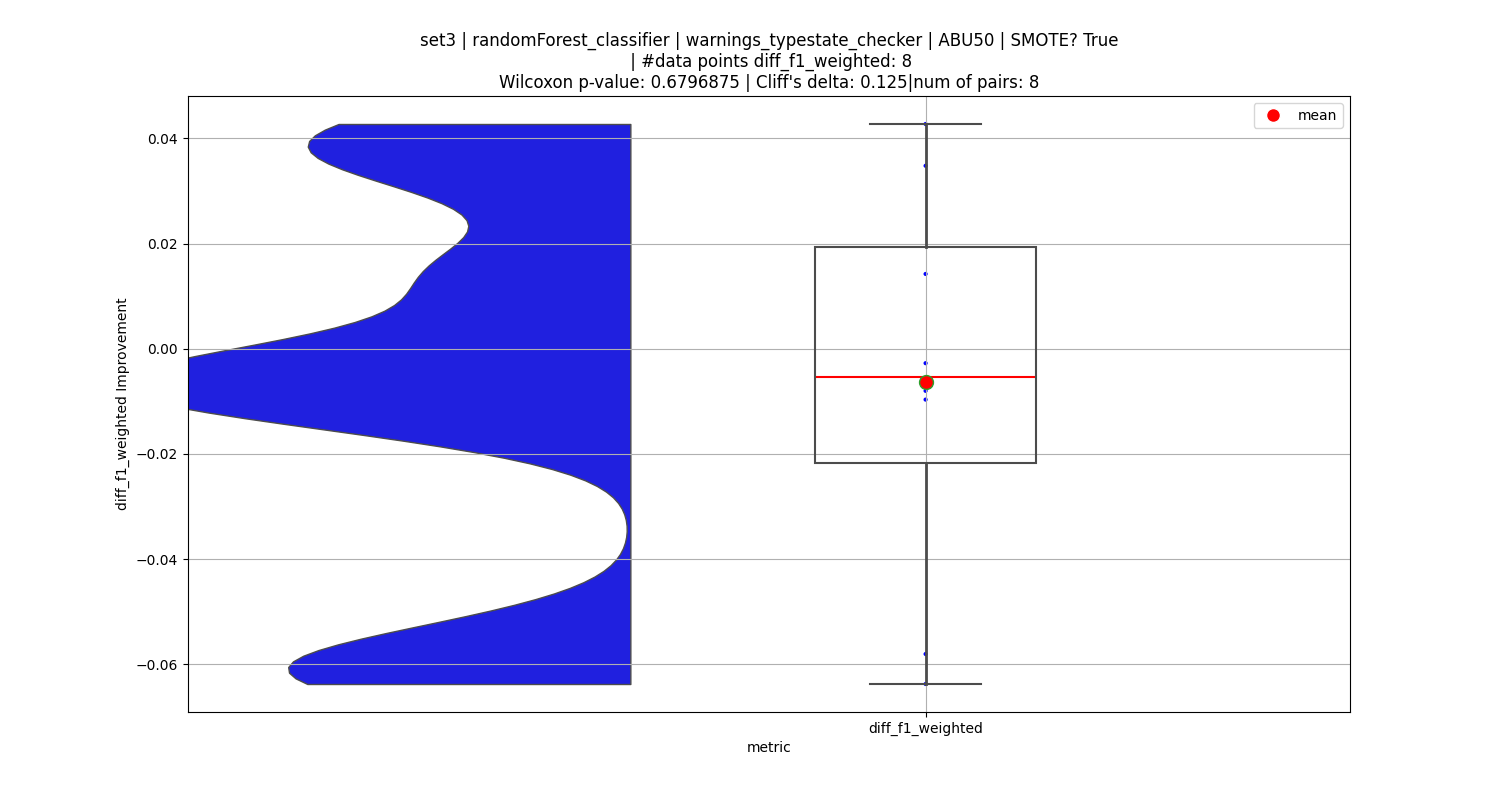 set3 | randomForest_classifier | warnings_typestate_checker | ABU50 | SMOTE? True
| #data points diff_f1_weighted: 8
Wilcoxon p-value: 0.6796875 | Cliff's delta: 0.125|num of pairs: 8
mean
0.04
0.02
0.00
−0.02
−0.04
−0.06
diff_f1_weighted Improvement
diff_f1_weighted
metric